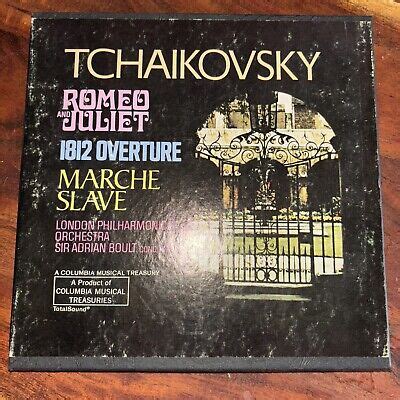 TCHAIKOVSKY
ROMEO
AND JULIET
1812 OVERTURE
MARCHE
SLAVE
LONDON PHILHARMONIC
ORCHESTRA
SIR ADRIAN BOULT
A COLUMBIA MUSICAL TREASURY
A Product of
COLUMBIA MUSICAL
TREASURIES
TotalSound®